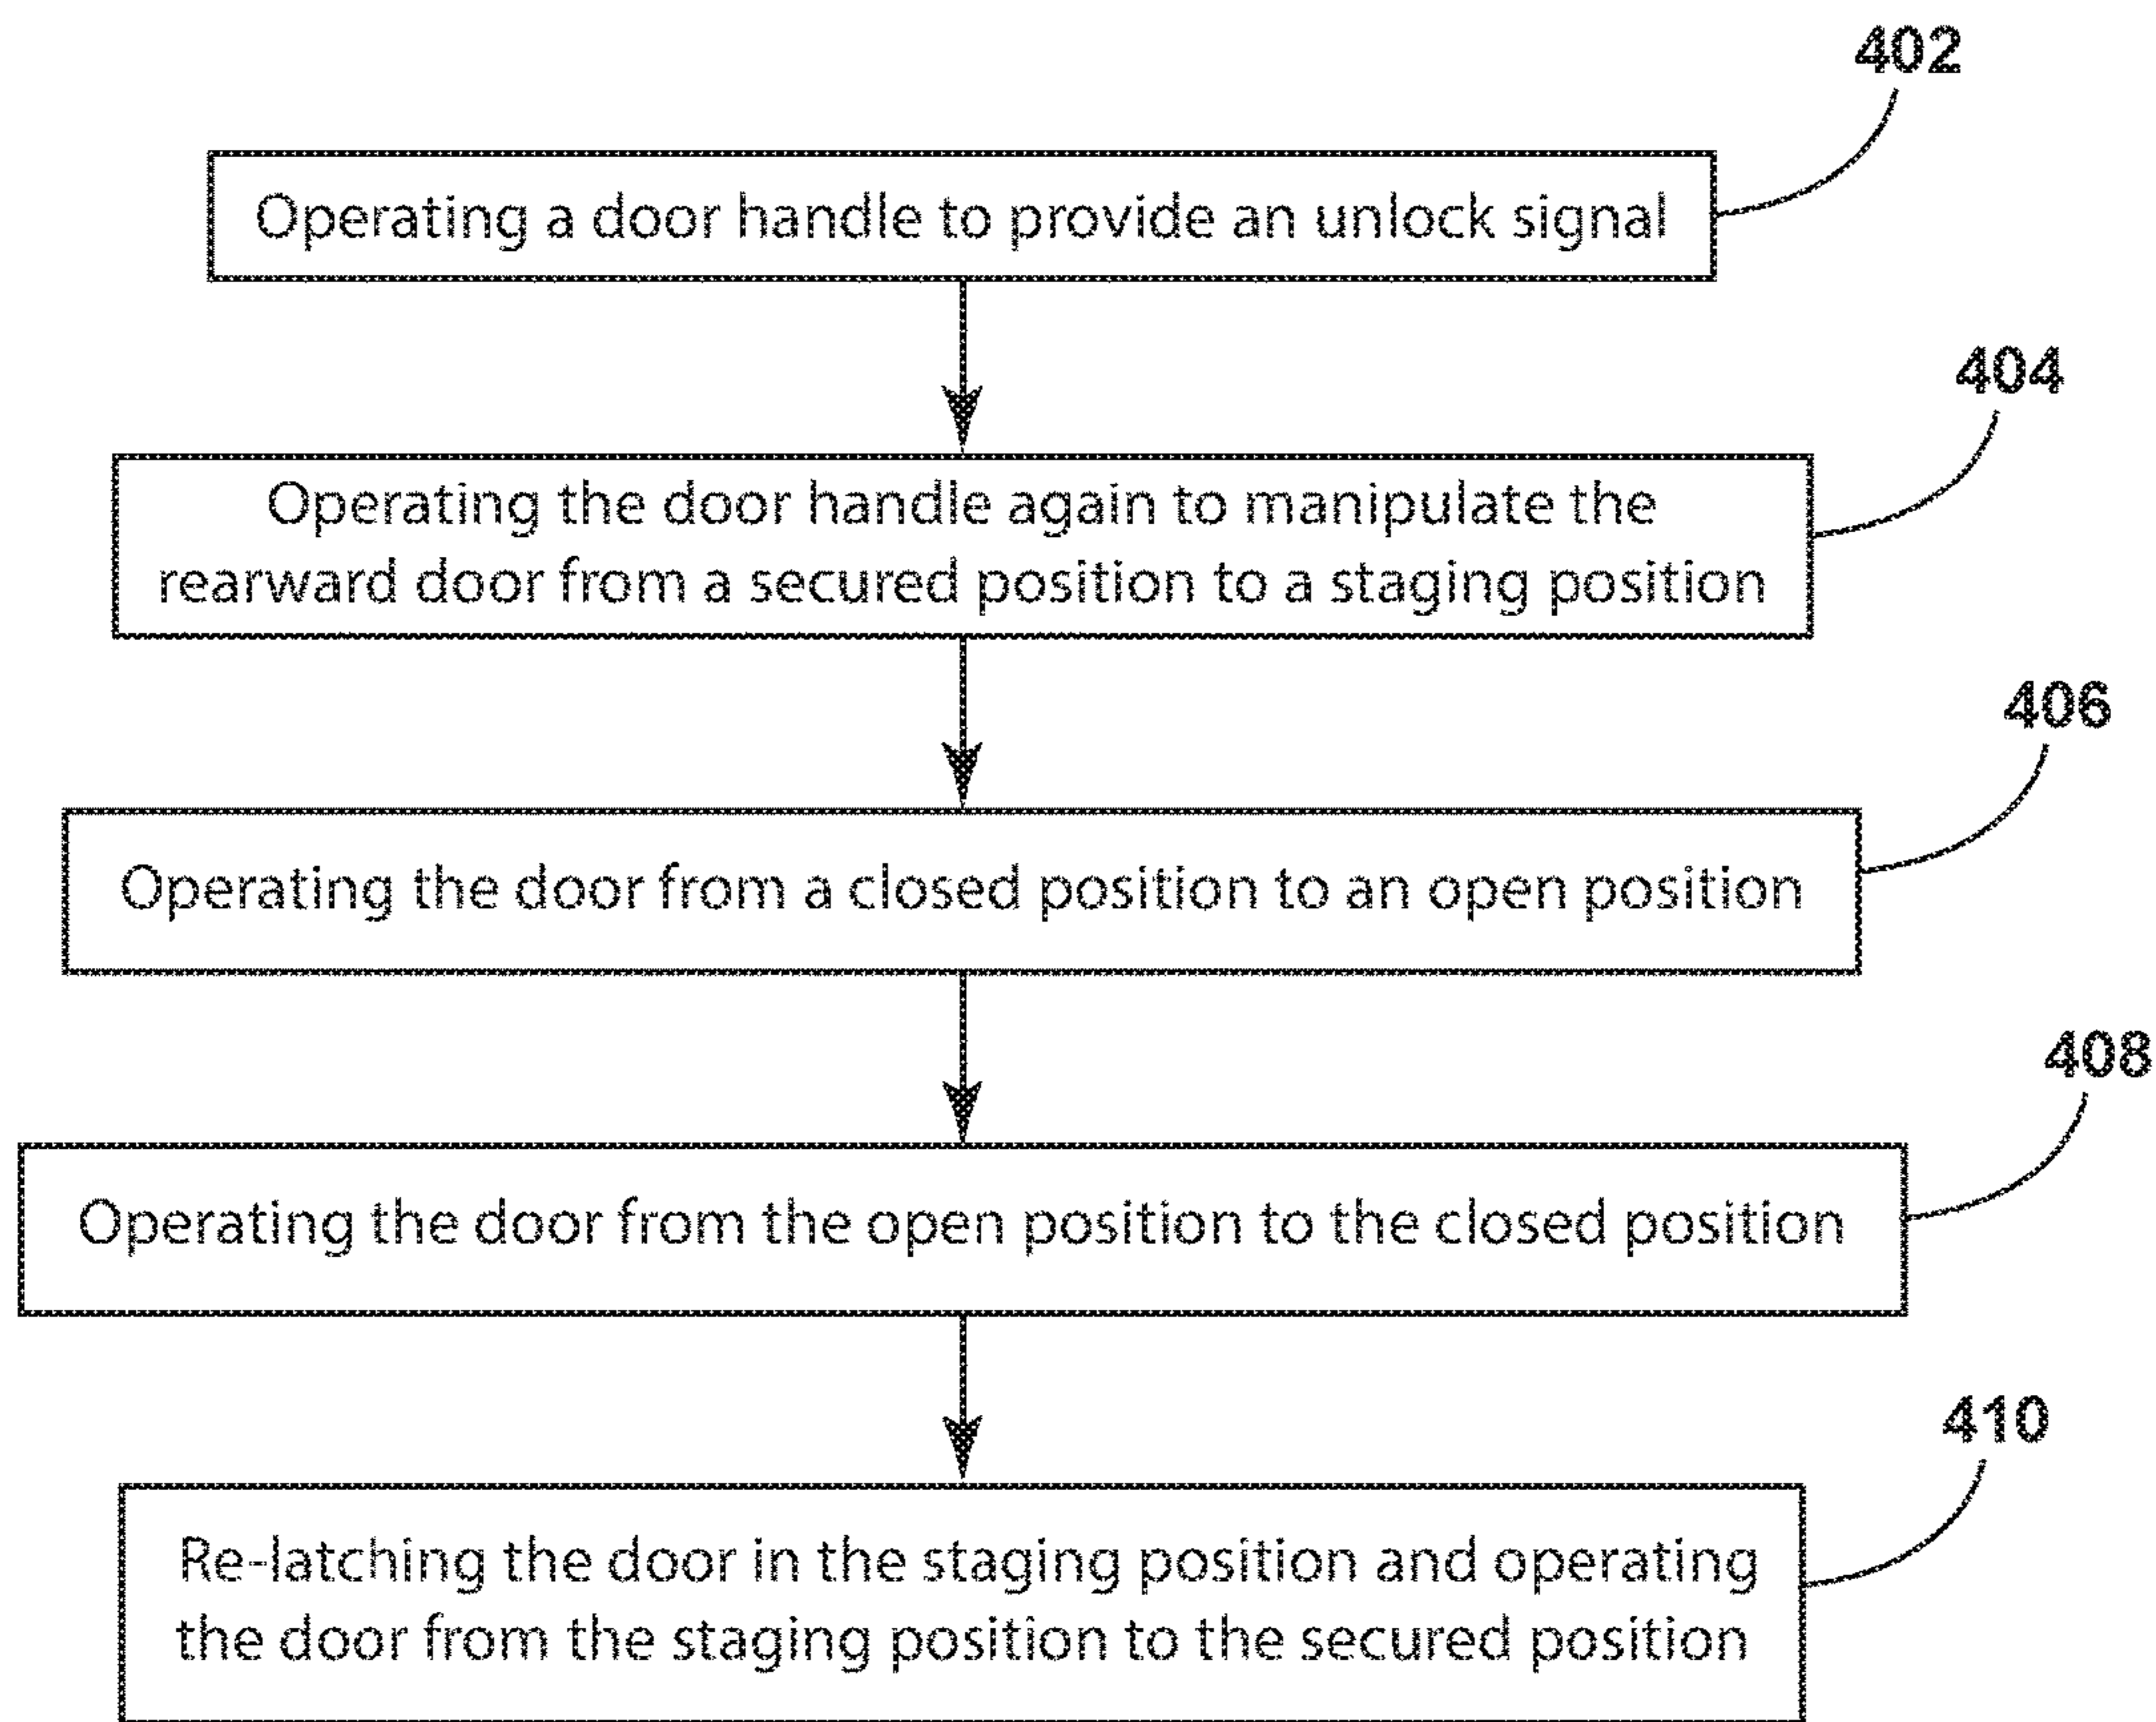 402
Operating a door handle to provide an unlock signal
404
Operating the door handle again to manipulate the
rearward door from a secured position to a staging position
406
Operating the door from a closed position to an open position
408
Operating the door from the open position to the closed position
410
Re-latching the door in the staging position and operating
the door from the staging position to the secured position